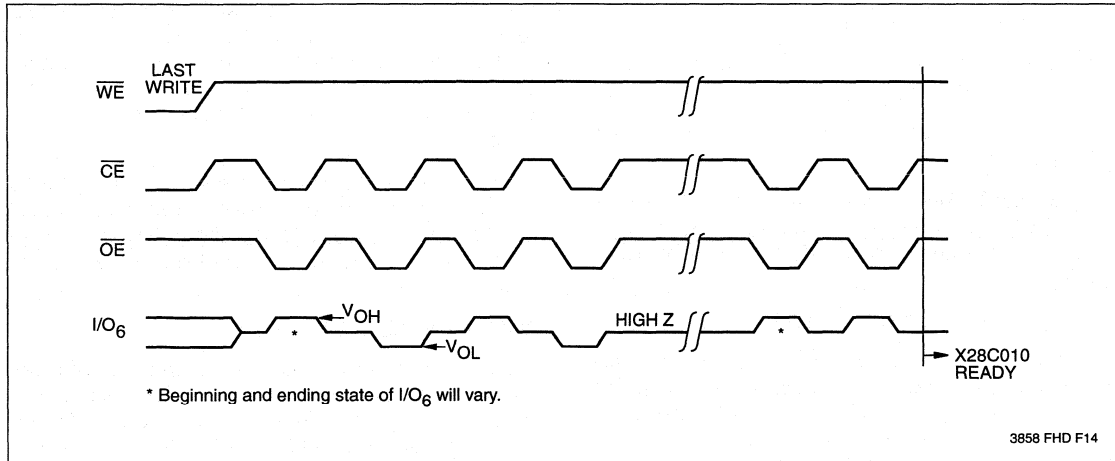 LAST
WRITE
WE
CE
OE
I/O6
VOH
VOL
HIGH Z
*
*
X28C010
READY
* Beginning and ending state of I/O6 will vary.
3858 FHD F14